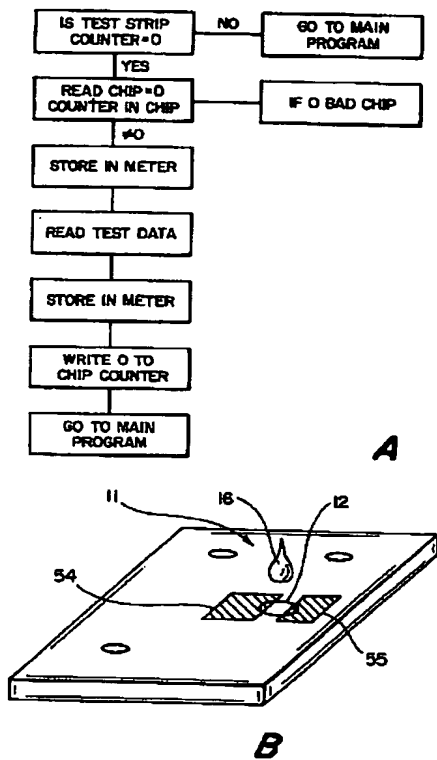 IS TEST STRIP
COUNTER=0
NO
GO TO MAIN
PROGRAM
YES
READ CHIP=0
COUNTER IN CHIP
IF 0 BAD CHIP
≠0
STORE IN METER
READ TEST DATA
STORE IN METER
WRITE 0 TO
CHIP COUNTER
GO TO MAIN
PROGRAM
A
11
16
12
54
55
B